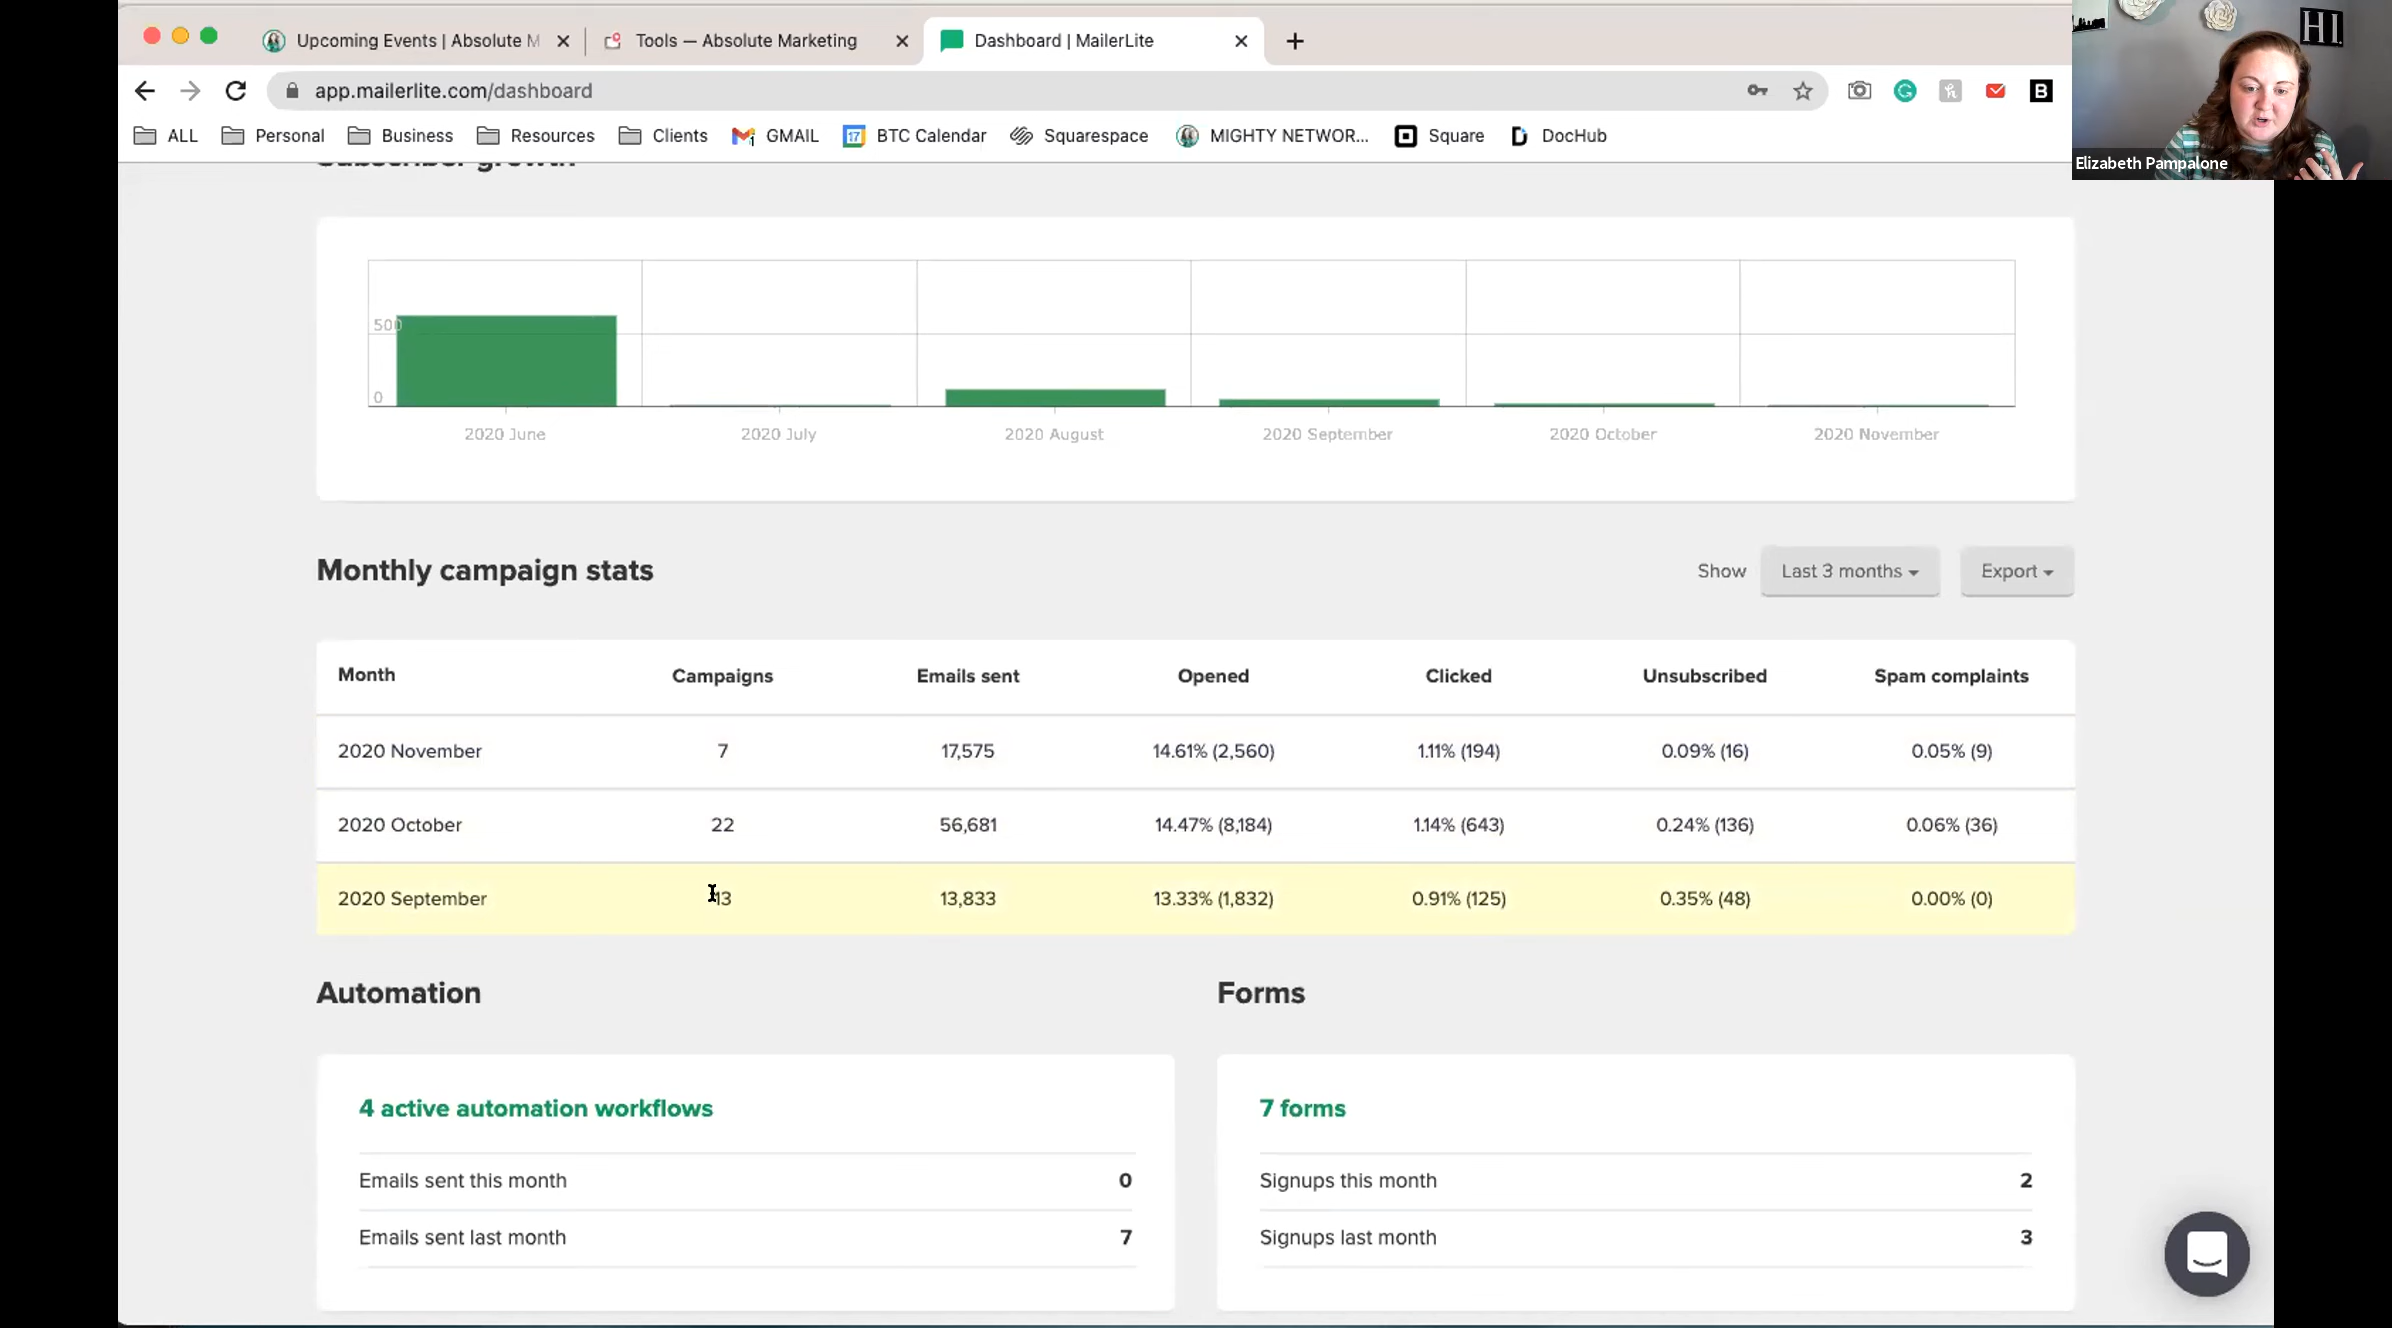 Upcoming Events | Absolute M
Tools — Absolute Marketing
Dashboard | MailerLite
HI
app.mailerlite.com/dashboard
B
ALL
Personal
Business
Resources
Clients
GMAIL
17
BTC Calendar
Squarespace
MIGHTY NETWOR...
Square
DocHub
Elizabeth Pampalone
Subscriber growth
500
0
2020 June
2020 July
2020 August
2020 September
2020 October
2020 November
Monthly campaign stats
Show
Last 3 months
Export
Month Campaigns Emails sent Opened Clicked Unsubscribed Spam complaints
2020 November 7 17,575 14.61% (2,560) 1.11% (194) 0.09% (16) 0.05% (9)
2020 October 22 56,681 14.47% (8,184) 1.14% (643) 0.24% (136) 0.06% (36)
2020 September 13 13,833 13.33% (1,832) 0.91% (125) 0.35% (48) 0.00% (0)
Automation
4 active automation workflows
Emails sent this month 0
Emails sent last month 7
Forms
7 forms
Signups this month 2
Signups last month 3